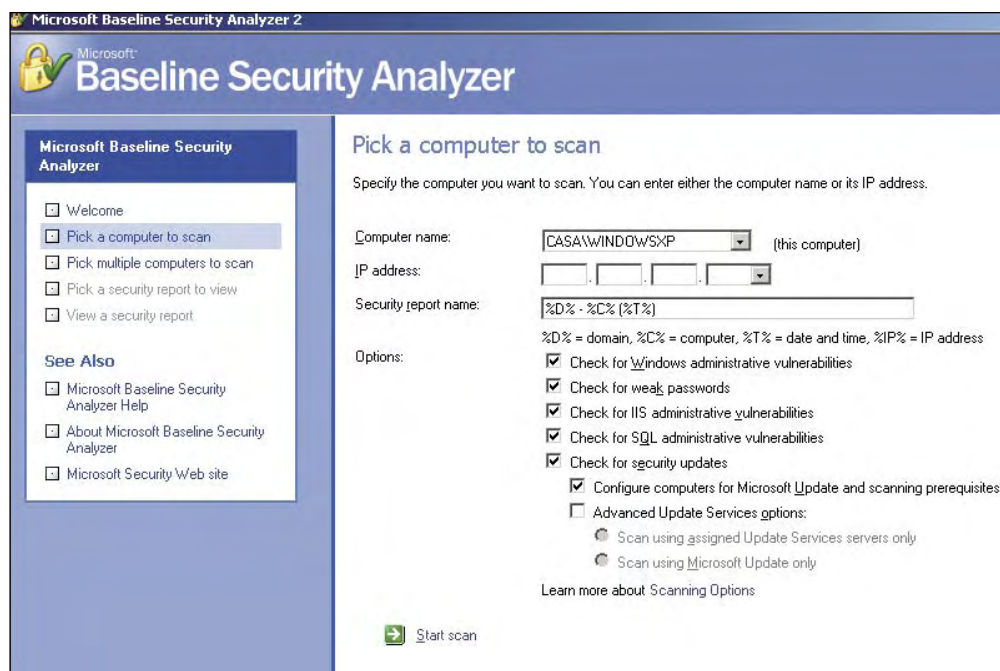 Microsoft Baseline Security Analyzer 2
Microsoft
Baseline Security Analyzer
Microsoft Baseline Security
Analyzer
Welcome
Pick a computer to scan
Pick multiple computers to scan
Pick a security report to view
View a security report
See Also
Microsoft Baseline Security
Analyzer Help
About Microsoft Baseline Security
Analyzer
Microsoft Security Web site
Pick a computer to scan
Specify the computer you want to scan. You can enter either the computer name or its IP address.
Computer name:
CASA\WINDOWSXP
(this computer)
IP address:
. . .
Security report name:
%D% - %C% (%T%)
%D% = domain, %C% = computer, %T% = date and time, %IP% = IP address
Options:
Check for Windows administrative vulnerabilities
Check for weak passwords
Check for IIS administrative vulnerabilities
Check for SQL administrative vulnerabilities
Check for security updates
Configure computers for Microsoft Update and scanning prerequisites
Advanced Update Services options:
Scan using assigned Update Services servers only
Scan using Microsoft Update only
Learn more about Scanning Options
Start scan